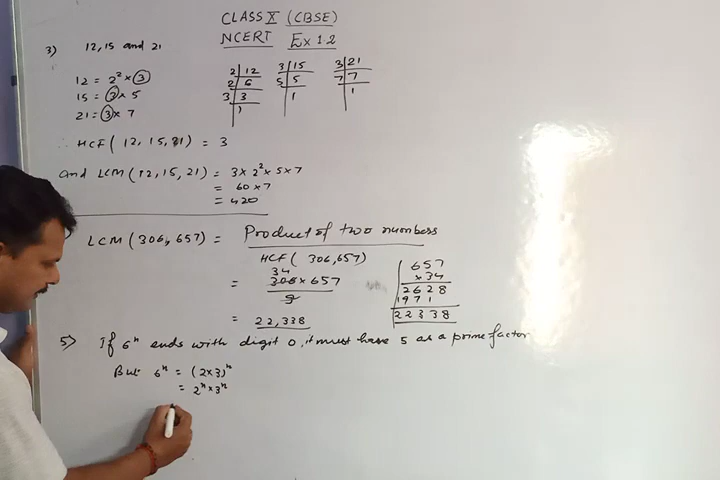 CLASS X (CBSE)
NCERT Ex 1.2
3) 12, 15 and 21
12 = 2² × 3
15 = 3 × 5
21 = 3 × 7
2 | 12
2 | 6
3 | 3
1
3 | 15
5 | 5
1
3 | 21
7 | 7
1
∴ HCF( 12, 15, 21) = 3
and LCM (12, 15, 21) = 3 × 2² × 5 × 7
= 60 × 7
= 420
) LCM (306, 657) = Product of two numbers
HCF ( 306, 657)
34
= 306 × 657
9
= 22,338
657
× 34
2628
1971
22338
5) If 6ⁿ ends with digit 0, it must have 5 as a prime factor
But 6ⁿ = (2×3)ⁿ
= 2ⁿ × 3ⁿ